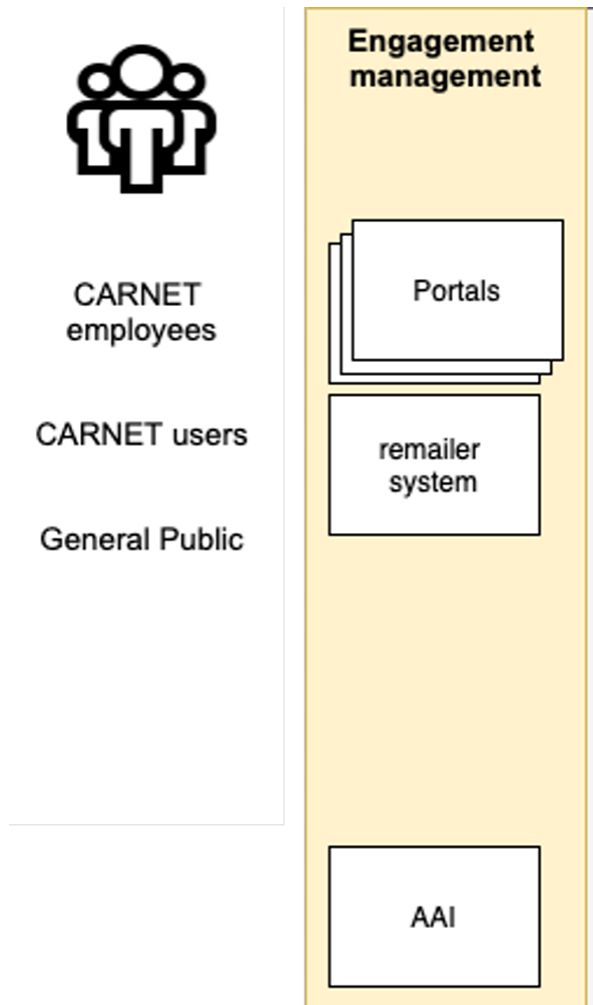 CARNET
employees
CARNET users
General Public
Engagement
management
Portals
remailer
system
AAI